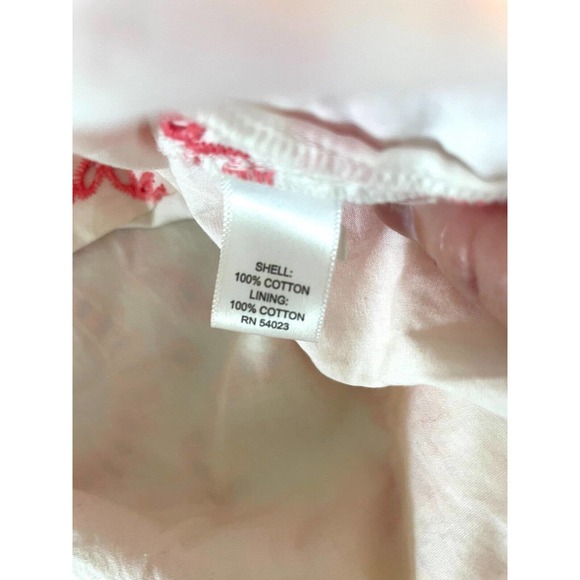 SHELL:
100% COTTON
LINING:
100% COTTON
RN 54023